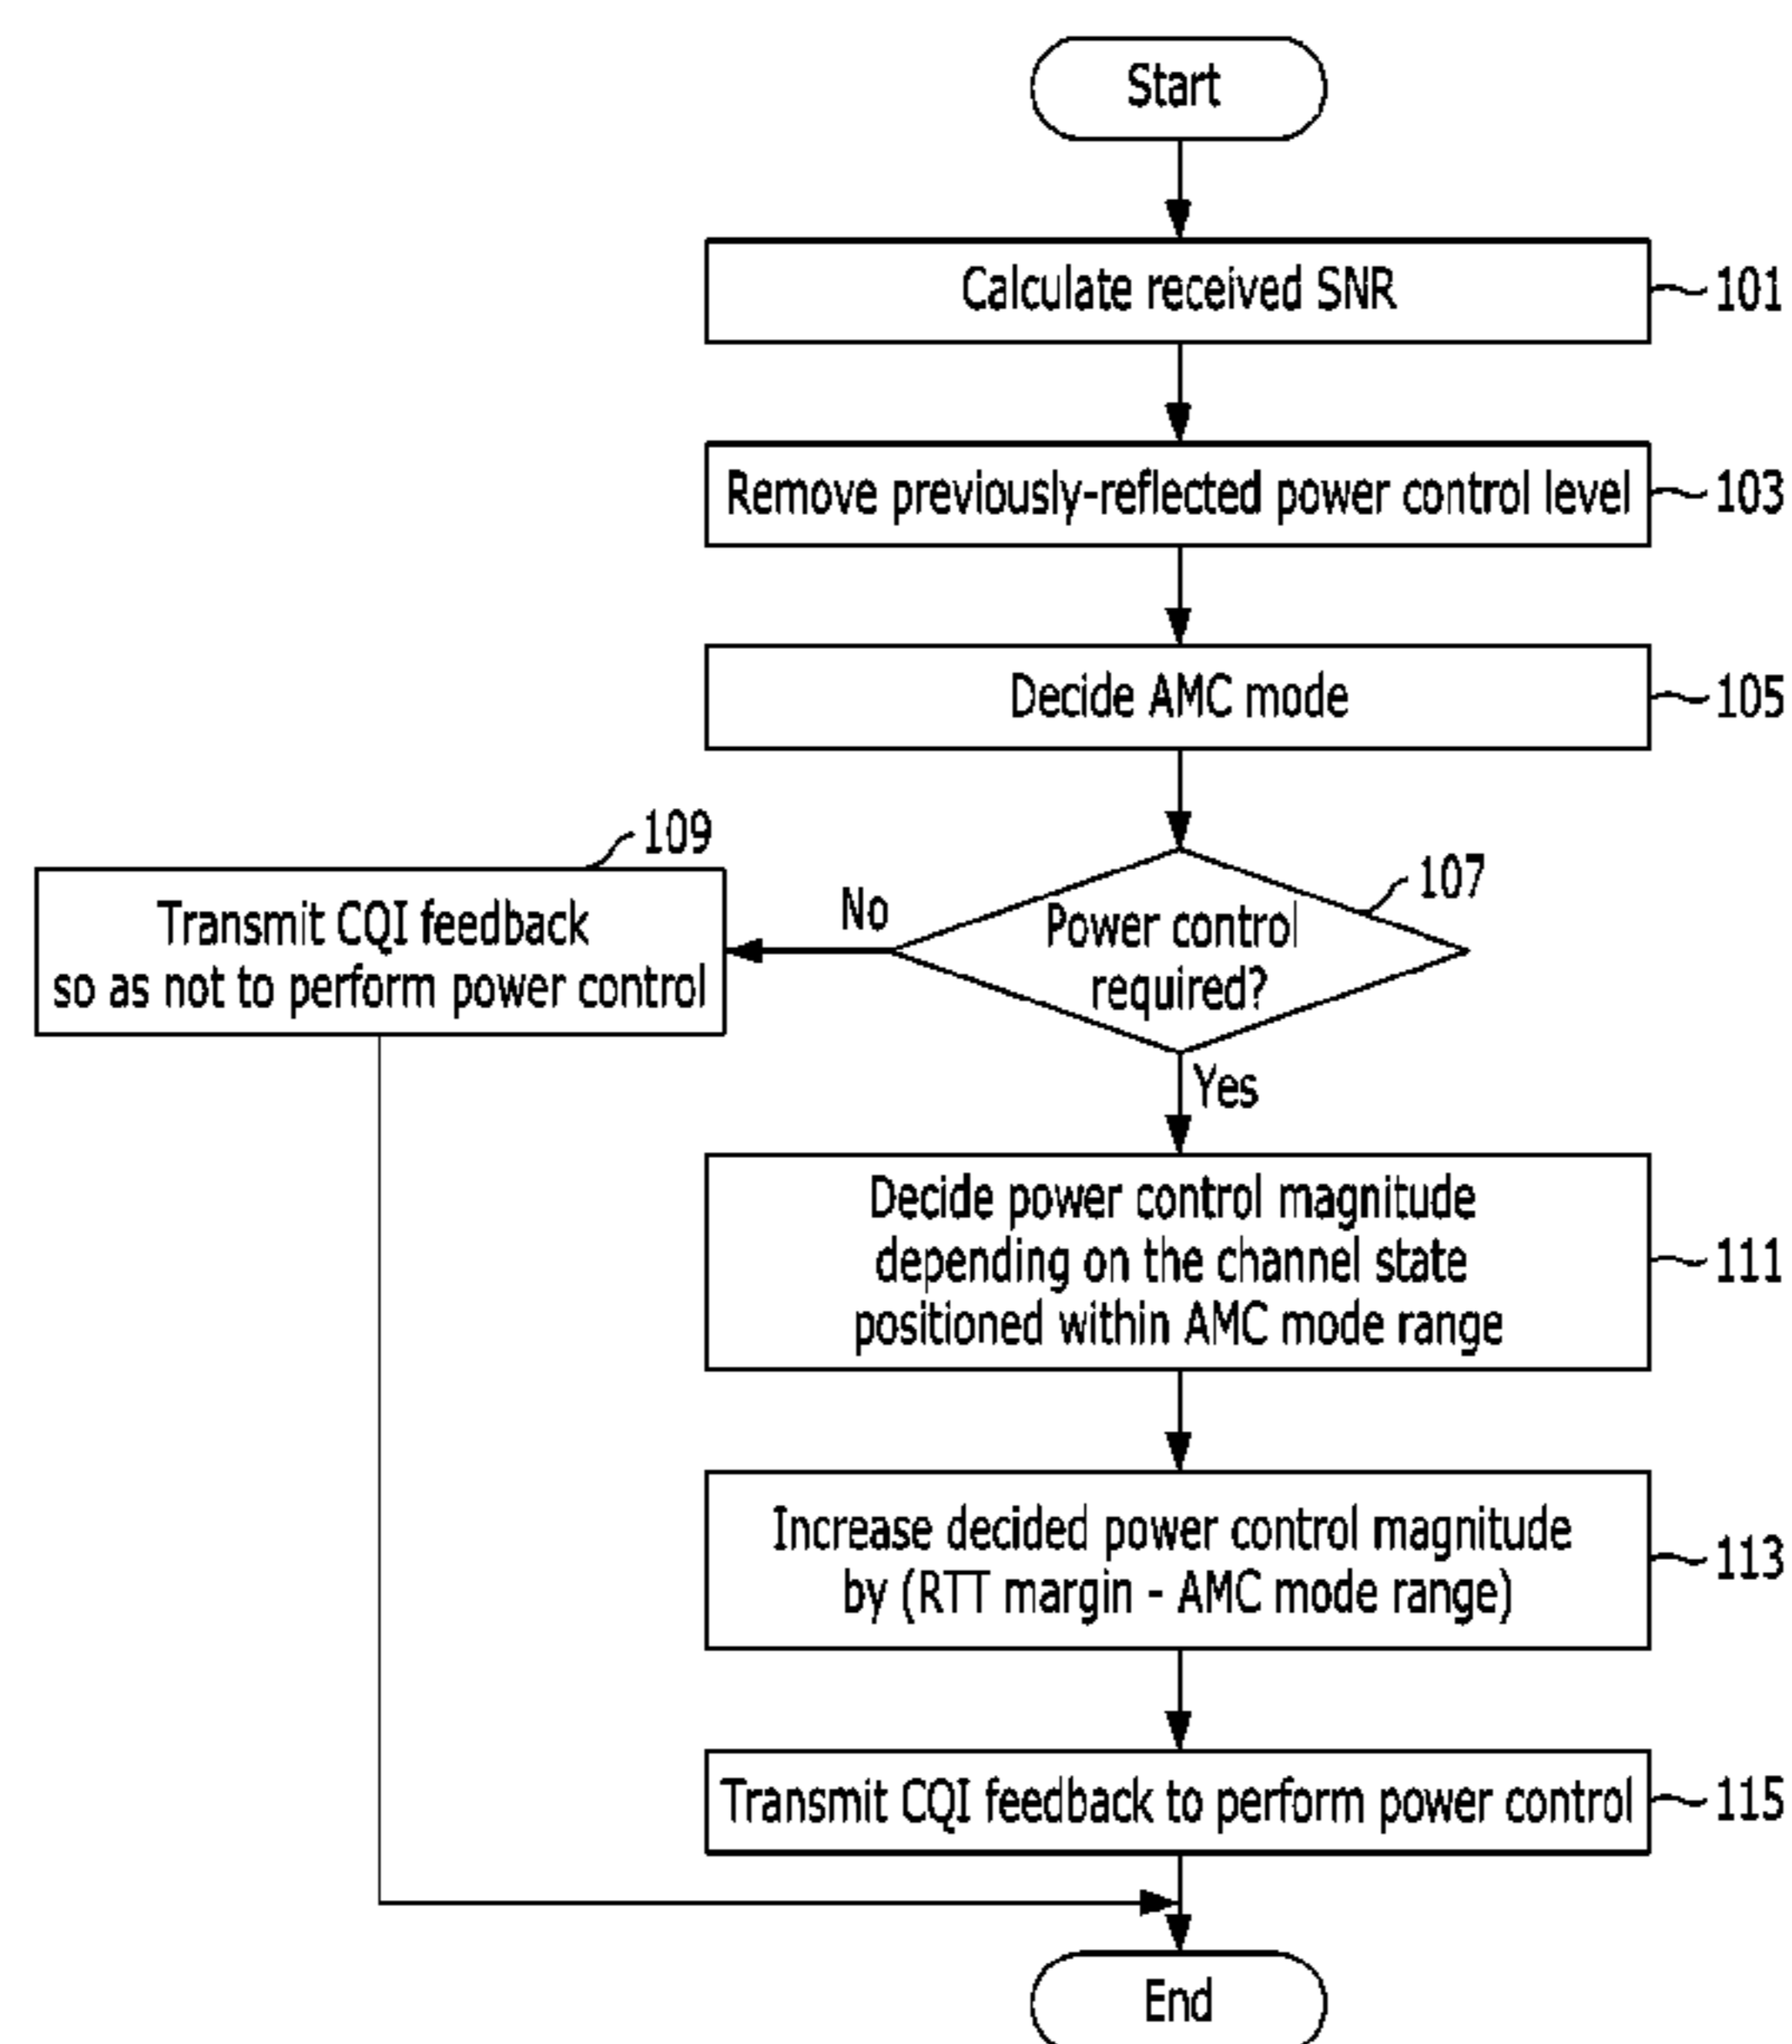 Start
Calculate received SNR
101
Remove previously-reflected power control level
103
Decide AMC mode
105
109
Transmit CQI feedback
so as not to perform power control
No
107
Power control
required?
Yes
Decide power control magnitude
depending on the channel state
positioned within AMC mode range
111
Increase decided power control magnitude
by (RTT margin - AMC mode range)
113
Transmit CQI feedback to perform power control
115
End